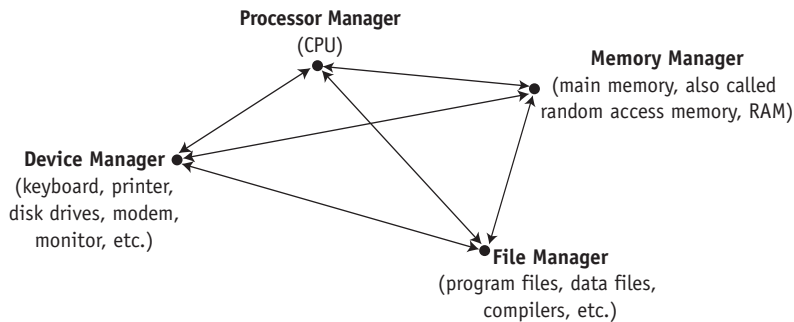 Processor Manager
(CPU)
Memory Manager
(main memory, also called
random access memory, RAM)
Device Manager
(keyboard, printer,
disk drives, modem,
monitor, etc.)
File Manager
(program files, data files,
compilers, etc.)